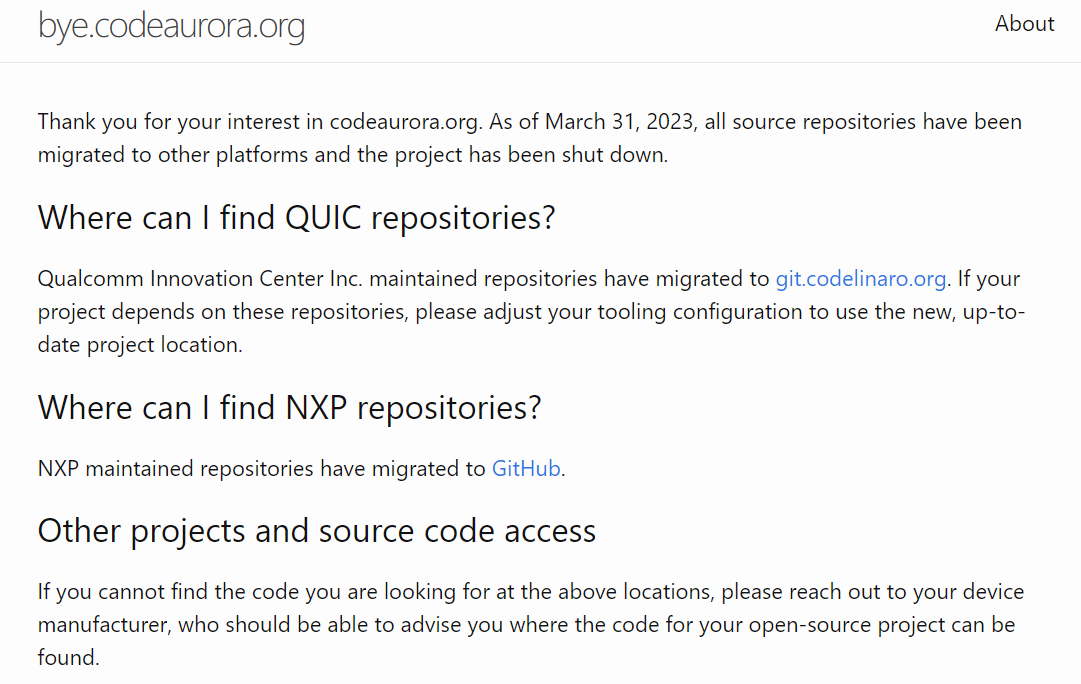 bye.codeaurora.org
About
Thank you for your interest in codeaurora.org. As of March 31, 2023, all source repositories have been
migrated to other platforms and the project has been shut down.
Where can I find QUIC repositories?
Qualcomm Innovation Center Inc. maintained repositories have migrated to git.codelinaro.org. If your
project depends on these repositories, please adjust your tooling configuration to use the new, up-to-
date project location.
Where can I find NXP repositories?
NXP maintained repositories have migrated to GitHub.
Other projects and source code access
If you cannot find the code you are looking for at the above locations, please reach out to your device
manufacturer, who should be able to advise you where the code for your open-source project can be
found.